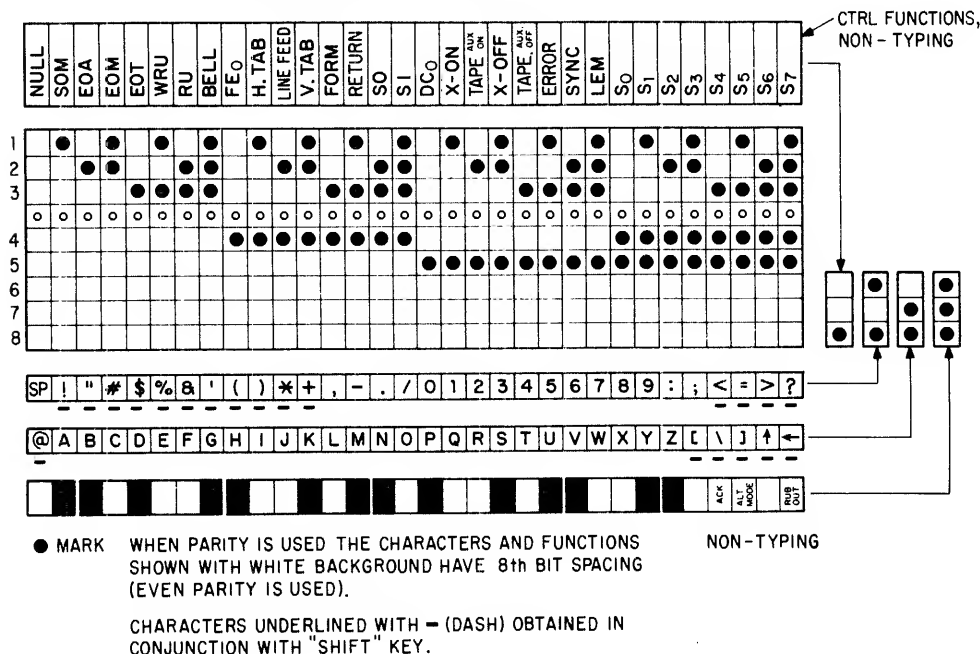 CTRL FUNCTIONS,
NON - TYPING
NULL SOM EOA EOM EOT WRU RU BELL FE0 H. TAB LINE FEED V. TAB FORM RETURN SO SI DC0 X-ON TAPE AUX ON X-OFF TAPE, AUX. OFF ERROR SYNC LEM S0 S1 S2 S3 S4 S5 S6 S7
1
2
3
4
5
6
7
8
SP ! " # $ % & ' ( ) * + , - . / 0 1 2 3 4 5 6 7 8 9 : ; < = > ?
@ A B C D E F G H I J K L M N O P Q R S T U V W X Y Z [ \ ] ↑ ←
ACK ALT MODE RUB OUT
● MARK WHEN PARITY IS USED THE CHARACTERS AND FUNCTIONS NON-TYPING
SHOWN WITH WHITE BACKGROUND HAVE 8th BIT SPACING
(EVEN PARITY IS USED).
CHARACTERS UNDERLINED WITH – (DASH) OBTAINED IN
CONJUNCTION WITH "SHIFT" KEY.